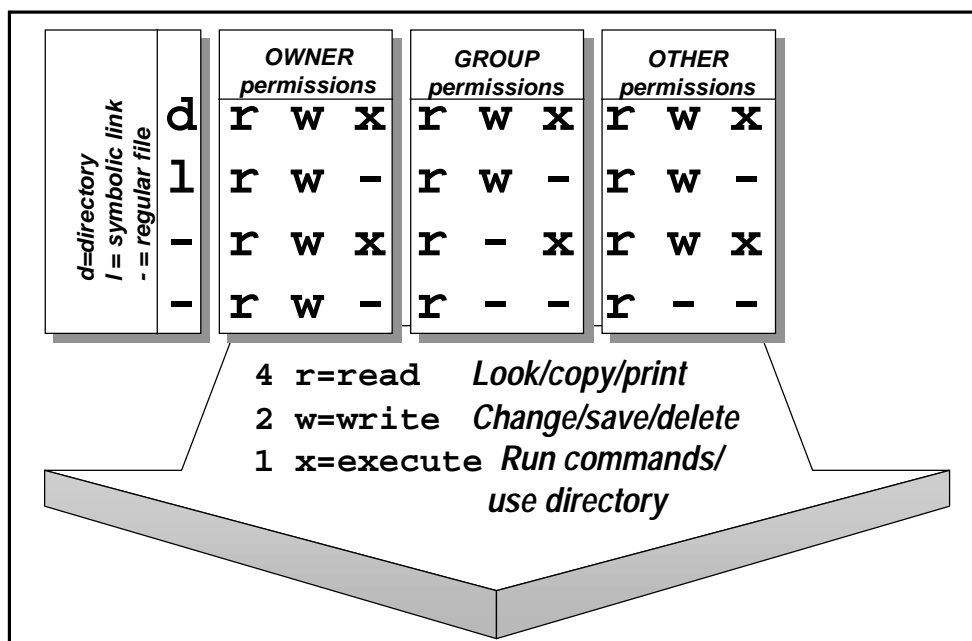 d=directory
l = symbolic link
- = regular file
OWNER
permissions
GROUP
permissions
OTHER
permissions
d r w x r w x r w x
l r w - r w - r w -
- r w x r - x r w x
- r w - r - - r - -
4 r=read Look/copy/print
2 w=write Change/save/delete
1 x=execute Run commands/
use directory